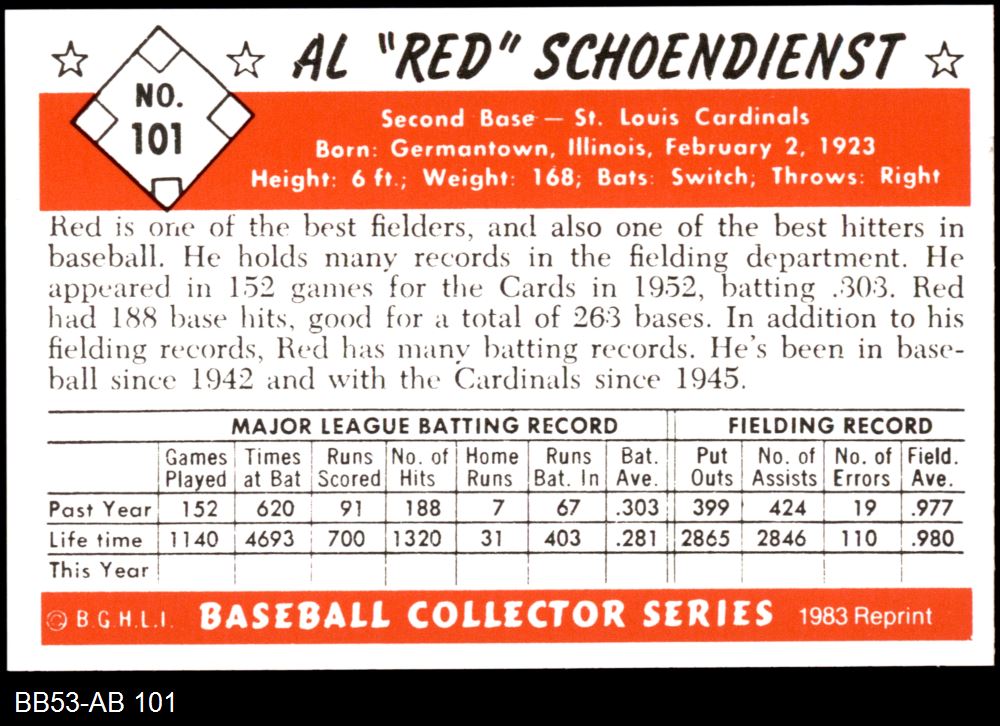 AL "RED" SCHOENDIENST
NO.
101
Second Base — St. Louis Cardinals
Born: Germantown, Illinois, February 2, 1923
Height: 6 ft.; Weight: 168; Bats: Switch; Throws: Right
Red is one of the best fielders, and also one of the best hitters in
baseball. He holds many records in the fielding department. He
appeared in 152 games for the Cards in 1952, batting .303. Red
had 188 base hits, good for a total of 263 bases. In addition to his
fielding records, Red has many batting records. He's been in base-
ball since 1942 and with the Cardinals since 1945.
MAJOR LEAGUE BATTING RECORD FIELDING RECORD
Games Times Runs No. of Home Runs Bat. Put No. of No. of Field.
Played at Bat Scored Hits Runs Bat. In Ave. Outs Assists Errors Ave.
Past Year 152 620 91 188 7 67 .303 399 424 19 .977
Life time 1140 4693 700 1320 31 403 .281 2865 2846 110 .980
This Year
© B.G.H.L.I. BASEBALL COLLECTOR SERIES 1983 Reprint
BB53-AB 101